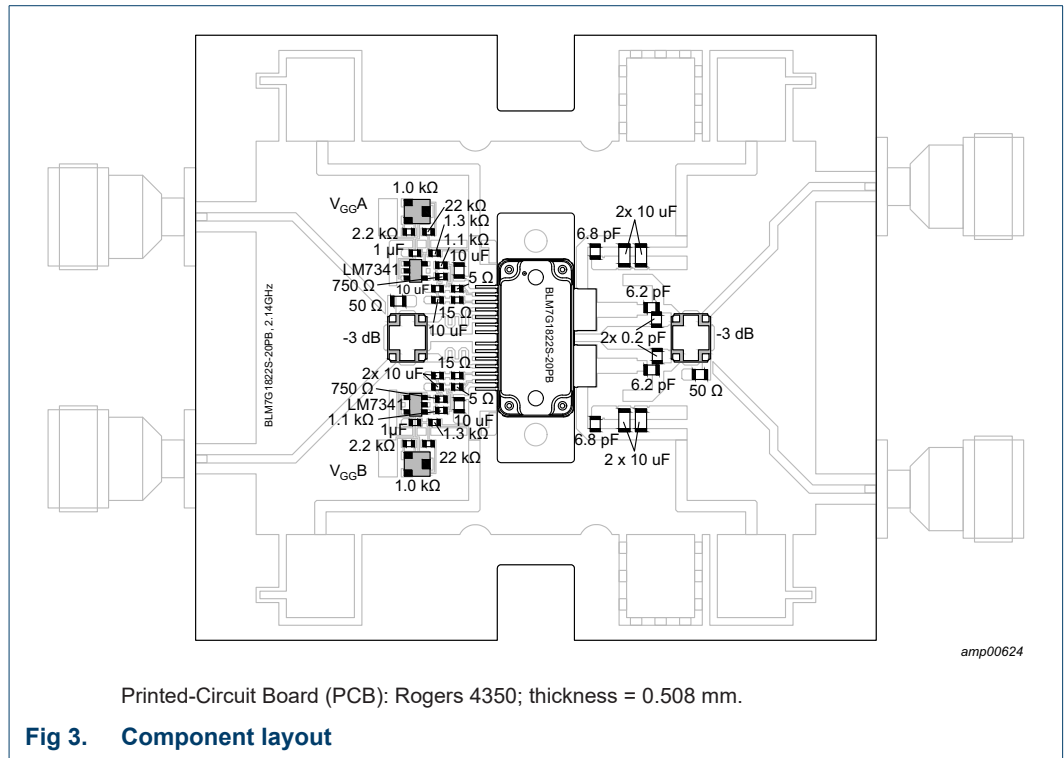 1.0 kΩ
VGGA
22 kΩ
2.2 kΩ
1.3 kΩ
1.1 kΩ
1 µF
10 uF
LM7341
750 Ω
10 uF
5 Ω
50 Ω
15 Ω
10 uF
-3 dB
15 Ω
2x 10 uF
750 Ω
5 Ω
LM7341
1.1 kΩ
10 uF
1µF
1.3 kΩ
2.2 kΩ
22 kΩ
VGGB
1.0 kΩ
BLM7G1822S-20PB, 2.14GHz
BLM7G1822S-20PB
2x 10 uF
6.8 pF
6.2 pF
2x 0.2 pF
-3 dB
6.2 pF
50 Ω
6.8 pF
2 x 10 uF
amp00624
Printed-Circuit Board (PCB): Rogers 4350; thickness = 0.508 mm.
Fig 3. Component layout